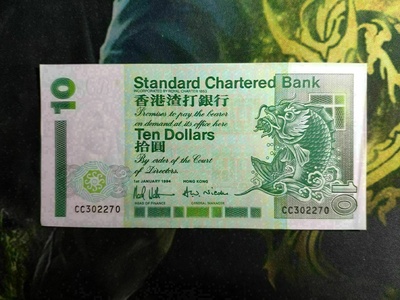 10
Standard Chartered Bank
INCORPORATED BY ROYAL CHARTER 1853
香港渣打銀行
Promises to pay the bearer
on demand at its office here
Ten Dollars
拾圓
By order of the Court
of Directors.
1st JANUARY 1994 HONG KONG
CC302270
CC302270
10